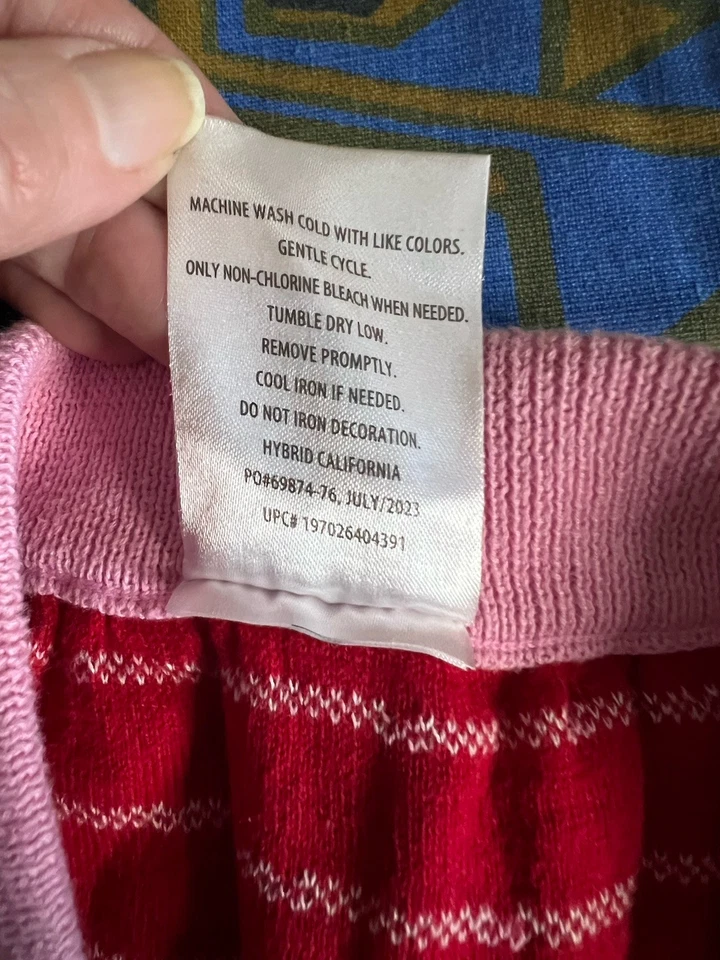 MACHINE WASH COLD WITH LIKE COLORS.
GENTLE CYCLE.
ONLY NON-CHLORINE BLEACH WHEN NEEDED.
TUMBLE DRY LOW.
REMOVE PROMPTLY.
COOL IRON IF NEEDED.
DO NOT IRON DECORATION.
HYBRID CALIFORNIA
PO#69874-76, JULY/2023
UPC# 197026404391